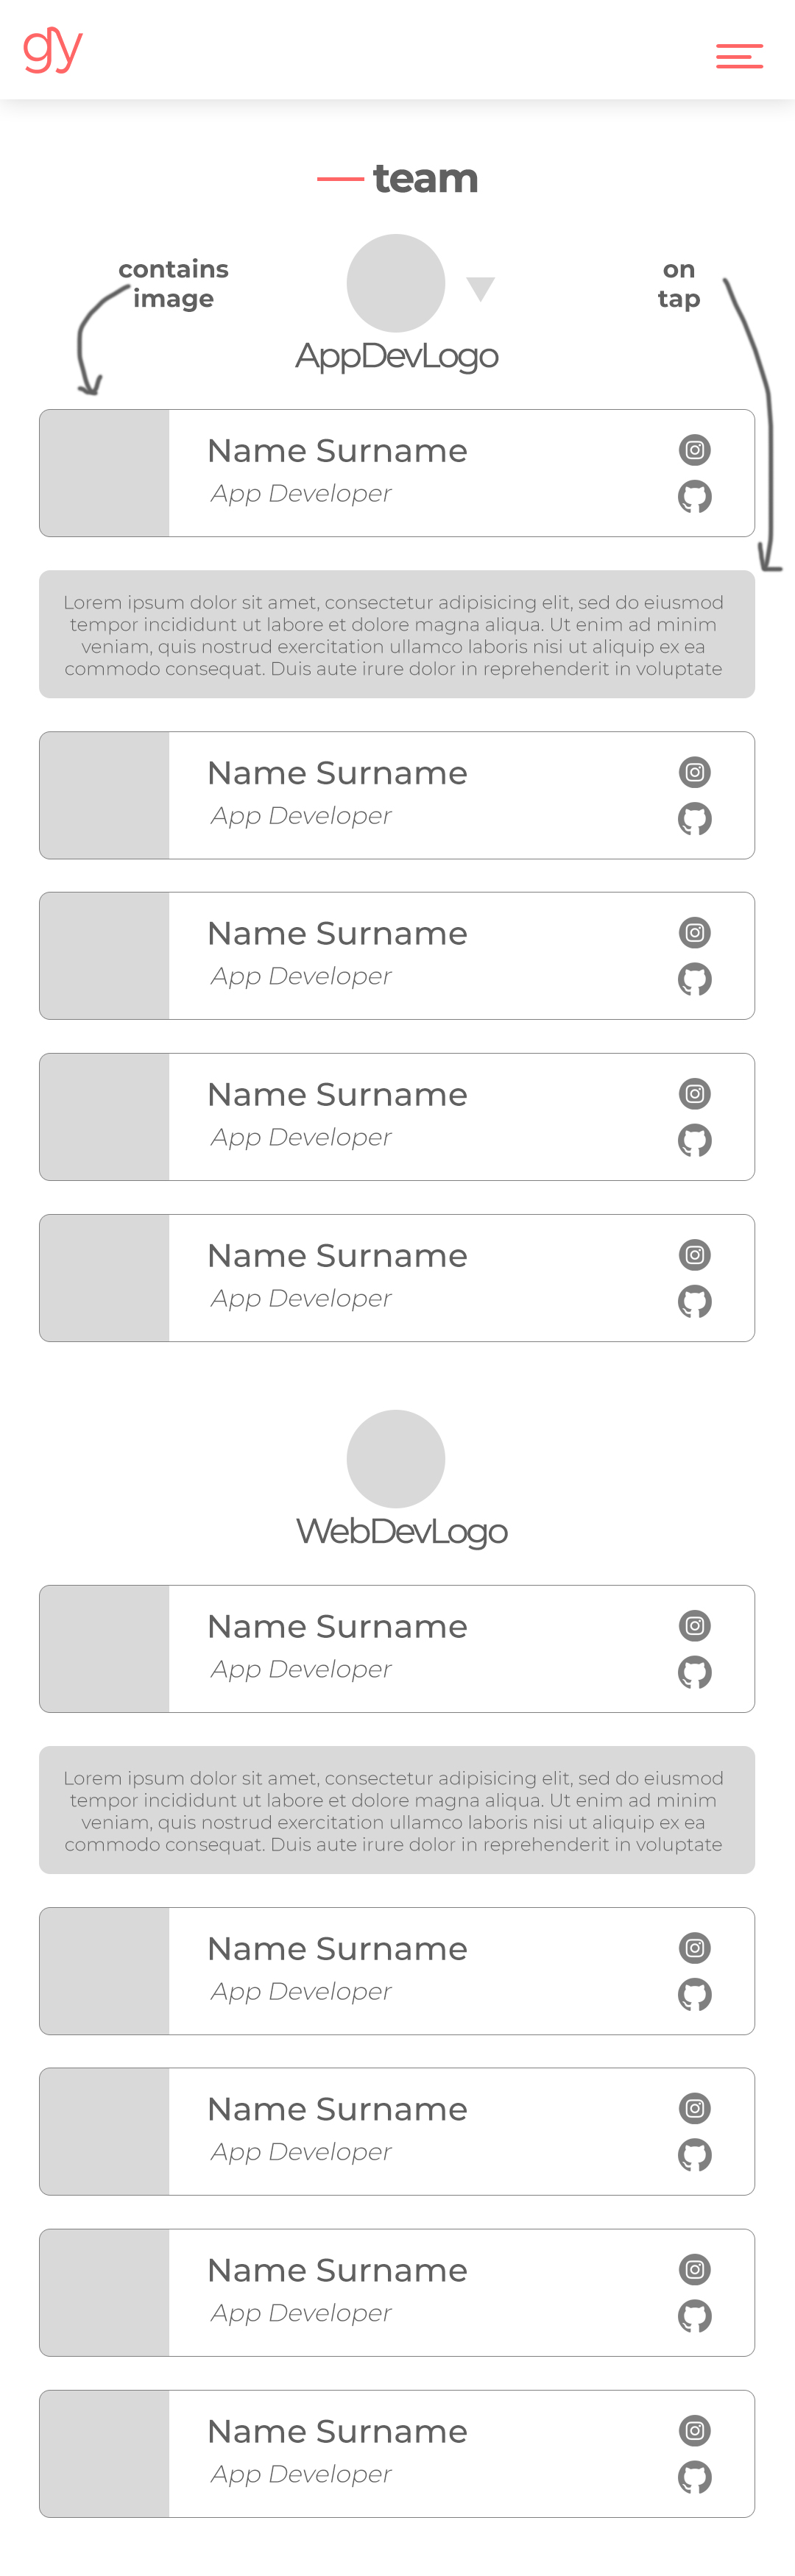 gy
team
contains
image
on
tap
AppDevLogo
Name Surname
App Developer
Lorem ipsum dolor sit amet, consectetur adipisicing elit, sed do eiusmod
tempor incididunt ut labore et dolore magna aliqua. Ut enim ad minim
veniam, quis nostrud exercitation ullamco laboris nisi ut aliquip ex ea
commodo consequat. Duis aute irure dolor in reprehenderit in voluptate
Name Surname
App Developer
Name Surname
App Developer
Name Surname
App Developer
Name Surname
App Developer
WebDevLogo
Name Surname
App Developer
Lorem ipsum dolor sit amet, consectetur adipisicing elit, sed do eiusmod
tempor incididunt ut labore et dolore magna aliqua. Ut enim ad minim
veniam, quis nostrud exercitation ullamco laboris nisi ut aliquip ex ea
commodo consequat. Duis aute irure dolor in reprehenderit in voluptate
Name Surname
App Developer
Name Surname
App Developer
Name Surname
App Developer
Name Surname
App Developer